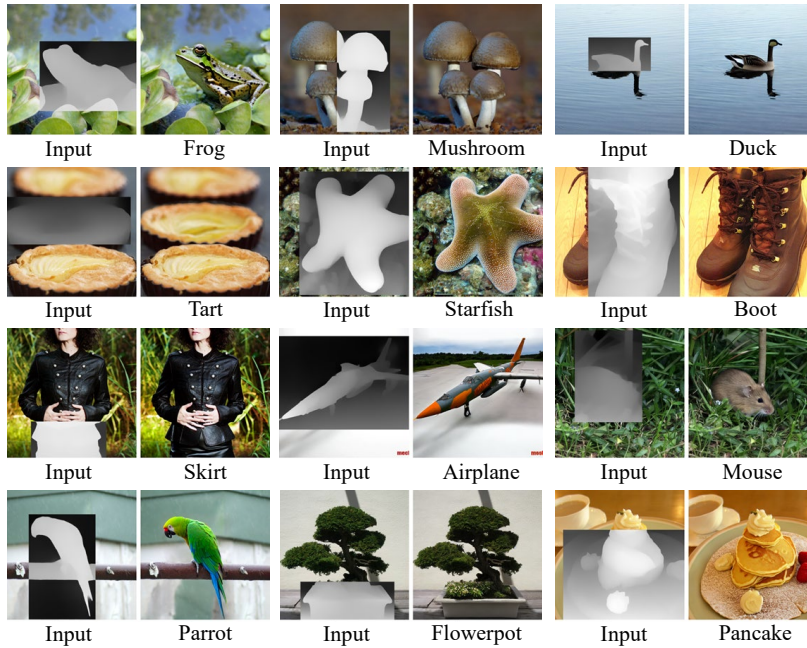 Input Frog Input Mushroom Input Duck
Input Tart Input Starfish Input Boot
Input Skirt Input Airplane Input Mouse
Input Parrot Input Flowerpot Input Pancake